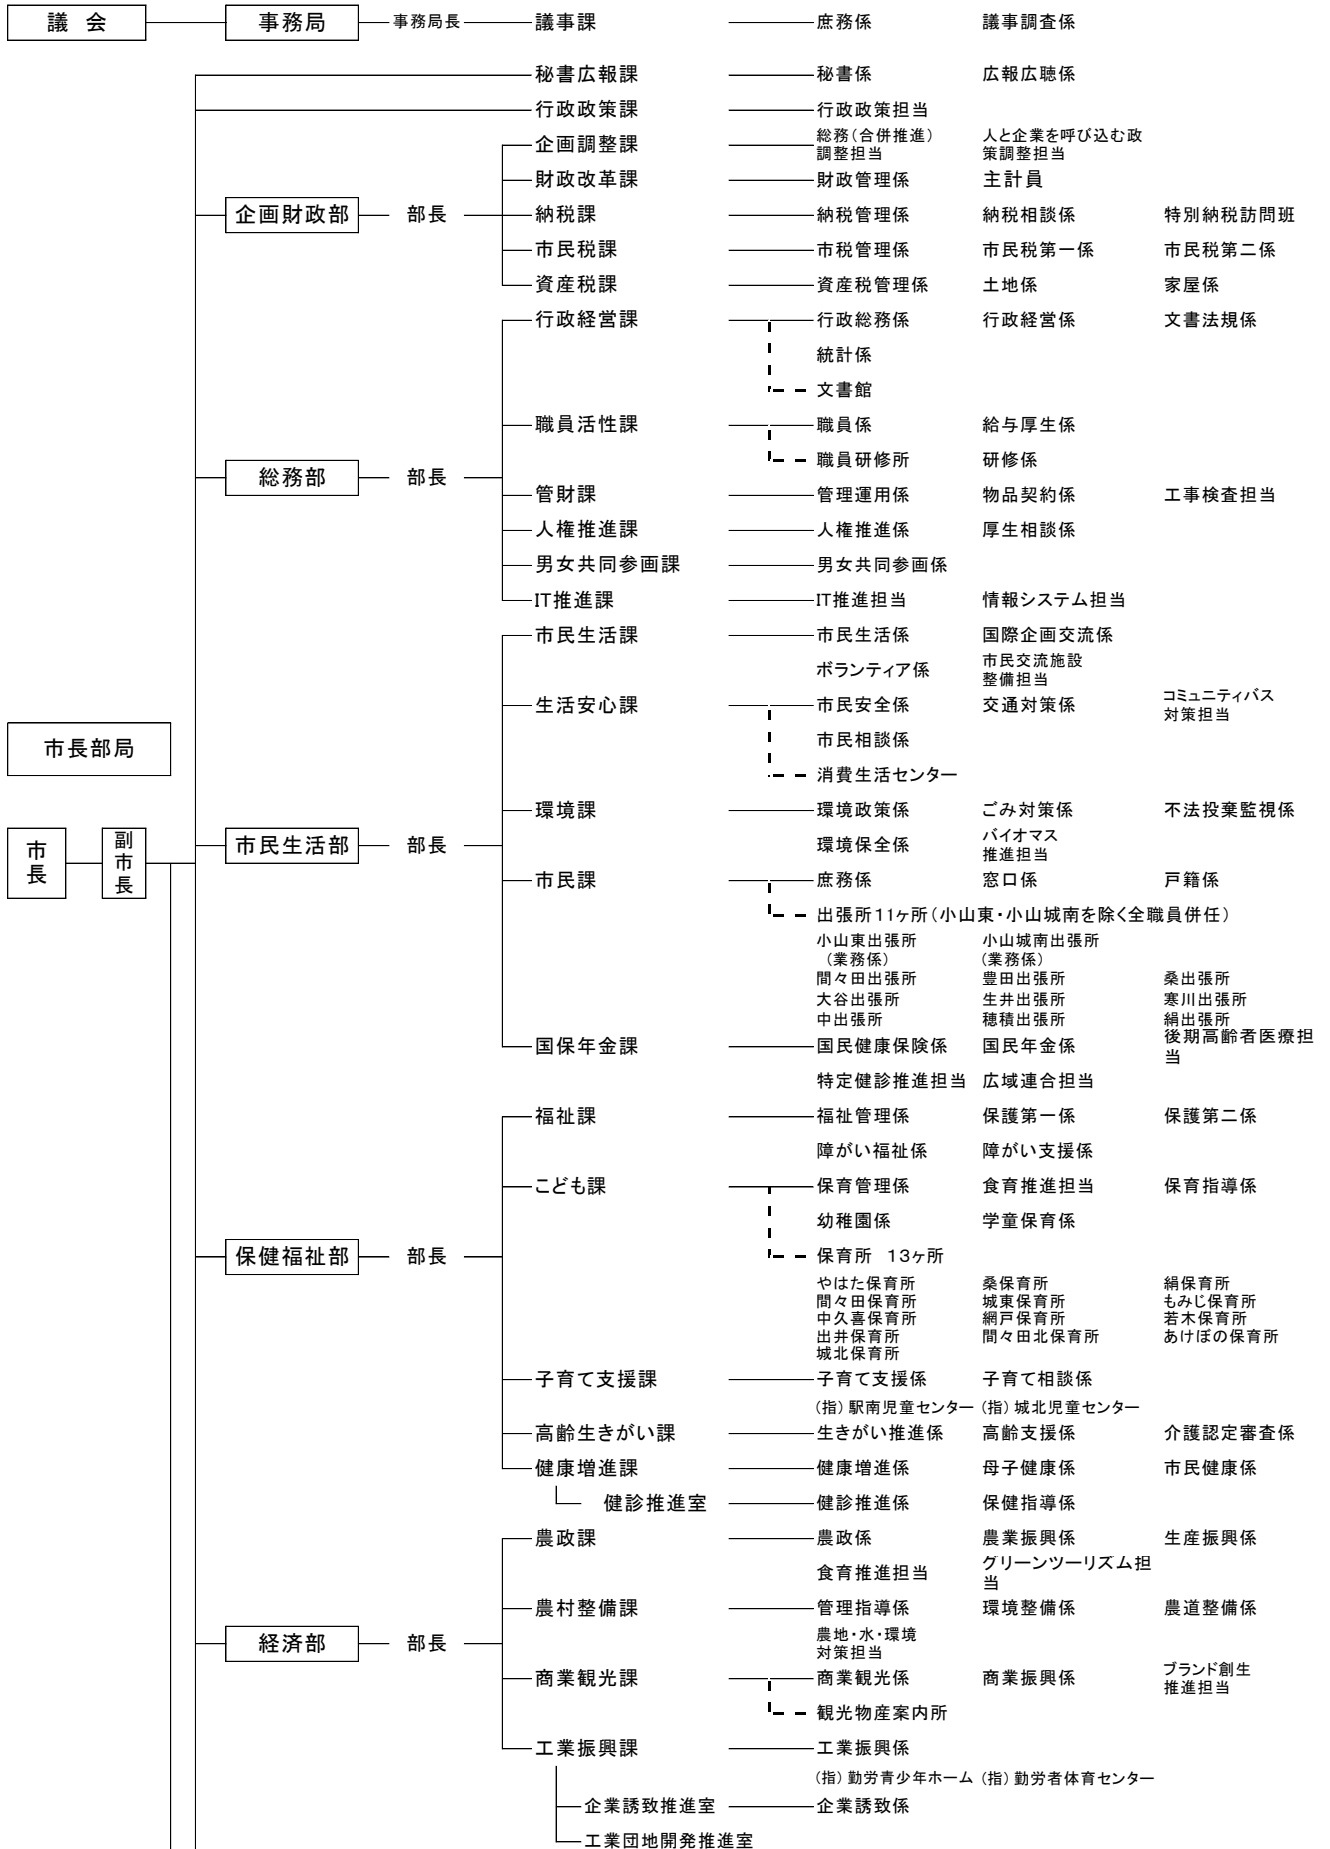 議 会 事務局 事務局長 議事課 庶務係 議事調査係
秘書広報課 秘書係 広報広聴係
行政政策課 行政政策担当
企画調整課 総務(合併推進)調整担当 人と企業を呼び込む政策調整担当
財政改革課 財政管理係 主計員
企画財政部 部長 納税課 納税管理係 納税相談係 特別納税訪問班
市民税課 市税管理係 市民税第一係 市民税第二係
資産税課 資産税管理係 土地係 家屋係
行政経営課 行政総務係 行政経営係 文書法規係
統計係
文書館
職員活性課 職員係 給与厚生係
職員研修所 研修係
総務部 部長
管財課 管理運用係 物品契約係 工事検査担当
人権推進課 人権推進係 厚生相談係
男女共同参画課 男女共同参画係
IT推進課 IT推進担当 情報システム担当
市民生活課 市民生活係 国際企画交流係
ボランティア係 市民交流施設整備担当
生活安心課 市民安全係 交通対策係 コミュニティバス対策担当
市長部局 市民相談係
消費生活センター
環境課 環境政策係 ごみ対策係 不法投棄監視係
市長 副市長 市民生活部 部長 環境保全係 バイオマス推進担当
市民課 庶務係 窓口係 戸籍係
出張所11ヶ所(小山東・小山城南を除く全職員併任)
小山東出張所 小山城南出張所
(業務係) (業務係)
間々田出張所 豊田出張所 桑出張所
大谷出張所 生井出張所 寒川出張所
中出張所 穂積出張所 絹出張所
国保年金課 国民健康保険係 国民年金係 後期高齢者医療担当
特定健診推進担当 広域連合担当
福祉課 福祉管理係 保護第一係 保護第二係
障がい福祉係 障がい支援係
こども課 保育管理係 食育推進担当 保育指導係
幼稚園係 学童保育係
保健福祉部 部長 保育所 13ヶ所
やはた保育所 桑保育所 絹保育所
間々田保育所 城東保育所 もみじ保育所
中久喜保育所 網戸保育所 若木保育所
出井保育所 間々田北保育所 あけぼの保育所
城北保育所
子育て支援課 子育て支援係 子育て相談係
(指)駅南児童センター (指)城北児童センター
高齢生きがい課 生きがい推進係 高齢支援係 介護認定審査係
健康増進課 健康増進係 母子健康係 市民健康係
健診推進室 健診推進係 保健指導係
農政課 農政係 農業振興係 生産振興係
食育推進担当 グリーンツーリズム担当
農村整備課 管理指導係 環境整備係 農道整備係
経済部 部長 農地・水・環境対策担当
商業観光課 商業観光係 商業振興係 ブランド創生推進担当
観光物産案内所
工業振興課 工業振興係
(指)勤労青少年ホーム (指)勤労者体育センター
企業誘致推進室 企業誘致係
工業団地開発推進室